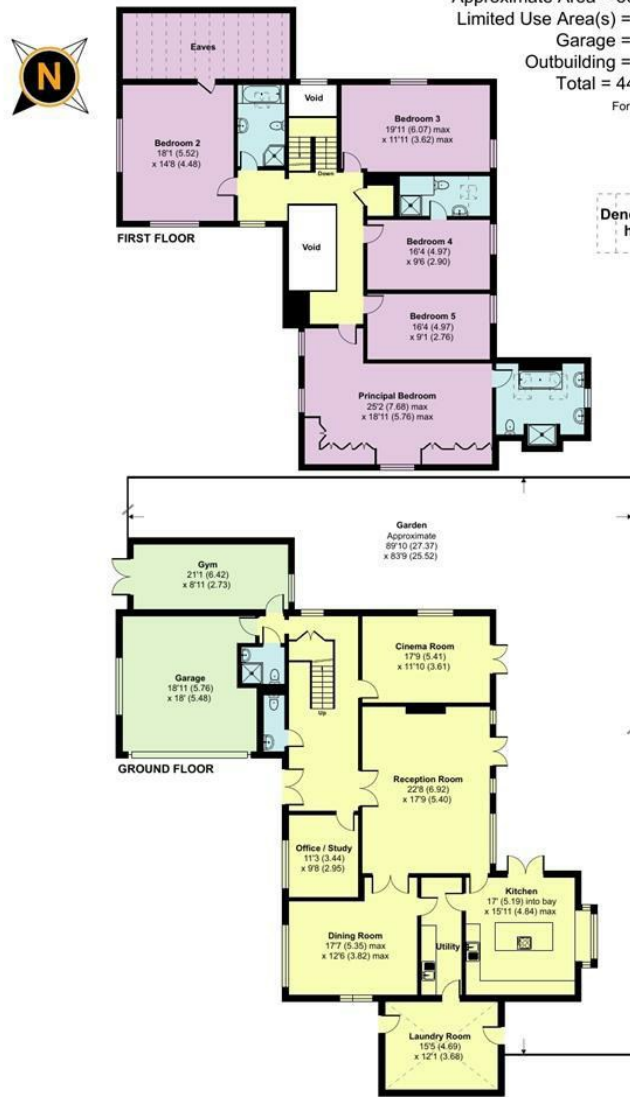 Approximate Area =
Limited Use Area(s) =
Garage =
Outbuilding =
Total = 44
For
N
Eaves
Void
Bedroom 2
18'1 (5.52)
x 14'8 (4.48)
Bedroom 3
19'11 (6.07) max
x 11'11 (3.62) max
Down
Void
Bedroom 4
16'4 (4.97)
x 9'6 (2.90)
FIRST FLOOR
Bedroom 5
16'4 (4.97)
x 9'1 (2.76)
Principal Bedroom
25'2 (7.68) max
x 18'11 (5.76) max
Garden
Approximate
89'10 (27.37)
x 83'9 (25.52)
Gym
21'1 (6.42)
x 8'11 (2.73)
Cinema Room
17'9 (5.41)
x 11'10 (3.61)
Garage
18'11 (5.76)
x 18' (5.48)
Up
GROUND FLOOR
Reception Room
22'8 (6.92)
x 17'9 (5.40)
Office / Study
11'3 (3.44)
x 9'8 (2.95)
Kitchen
17' (5.19) into bay
x 15'11 (4.84) max
Dining Room
17'7 (5.35) max
x 12'6 (3.82) max
Utility
Laundry Room
15'5 (4.69)
x 12'1 (3.68)